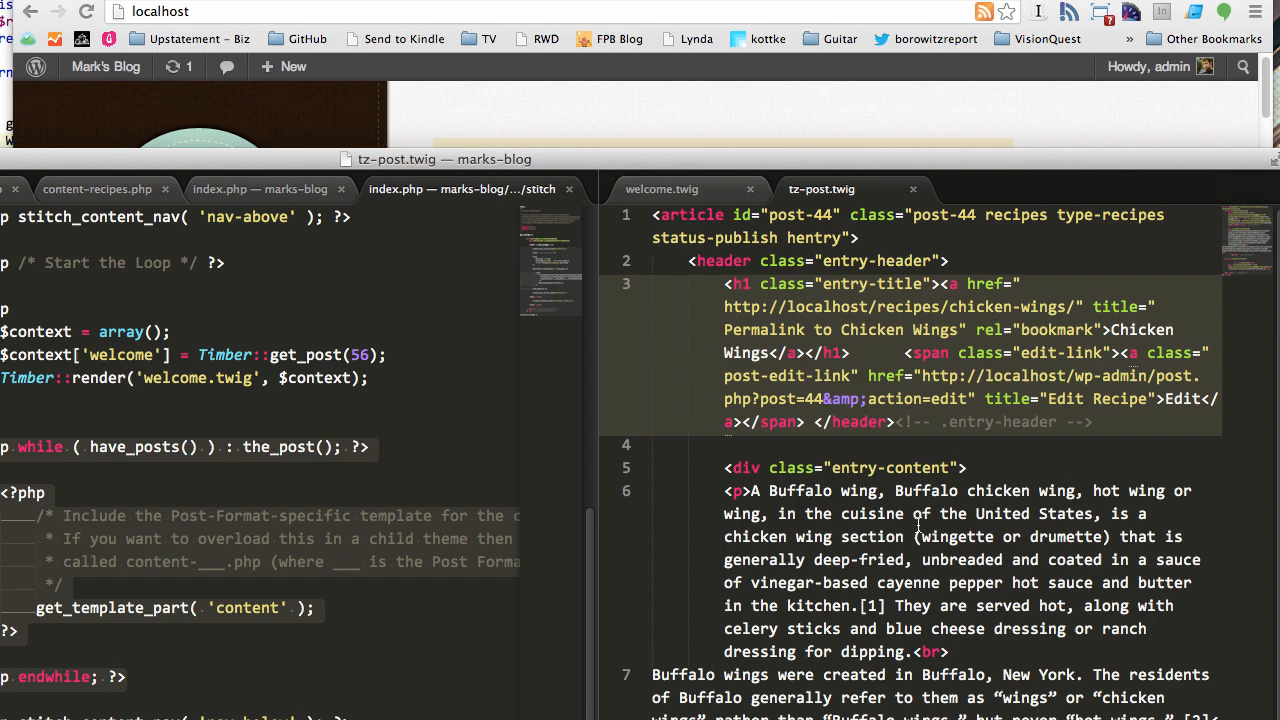 localhost
Upstatement - Biz
GitHub
Send to Kindle
TV
RWD
FPB Blog
Lynda
Kuler
Guitar
borowitzreport
VisionQuest
»
Other Bookmarks
Mark's Blog
1
+ New
Howdy, admin
tz-post.twig — marks-blog
content-recipes.php
index.php — marks-blog
index.php — marks-blog/.../stitch
p stitch_content_nav( 'nav-above' ); ?>
p /* Start the Loop */ ?>
p
$context = array();
$context['welcome'] = Timber::get_post(56);
Timber::render('welcome.twig', $context);
p while ( have_posts() ) : the_post(); ?>
<?php
/* Include the Post-Format-specific template for the c
* If you want to overload this in a child theme then
* called content-___.php (where ___ is the Post Forma
*/
get_template_part( 'content' );
?>
p endwhile; ?>
welcome.twig
tz-post.twig
1 <article id="post-44" class="post-44 recipes type-recipes
status-publish hentry">
2 <header class="entry-header">
3 <h1 class="entry-title"><a href="
http://localhost/recipes/chicken-wings/" title="
Permalink to Chicken Wings" rel="bookmark">Chicken
Wings</a></h1> <span class="edit-link"><a class="
post-edit-link" href="http://localhost/wp-admin/post.
php?post=44&amp;action=edit" title="Edit Recipe">Edit</
a></span> </header><!-- .entry-header -->
4
5 <div class="entry-content">
6 <p>A Buffalo wing, Buffalo chicken wing, hot wing or
wing, in the cuisine of the United States, is a
chicken wing section (wingette or drumette) that is
generally deep-fried, unbreaded and coated in a sauce
of vinegar-based cayenne pepper hot sauce and butter
in the kitchen.[1] They are served hot, along with
celery sticks and blue cheese dressing or ranch
dressing for dipping.<br>
7 Buffalo wings were created in Buffalo, New York. The residents
of Buffalo generally refer to them as “wings” or “chicken
wings” rather than “Buffalo wings,” but never “hot wings.”[2]<